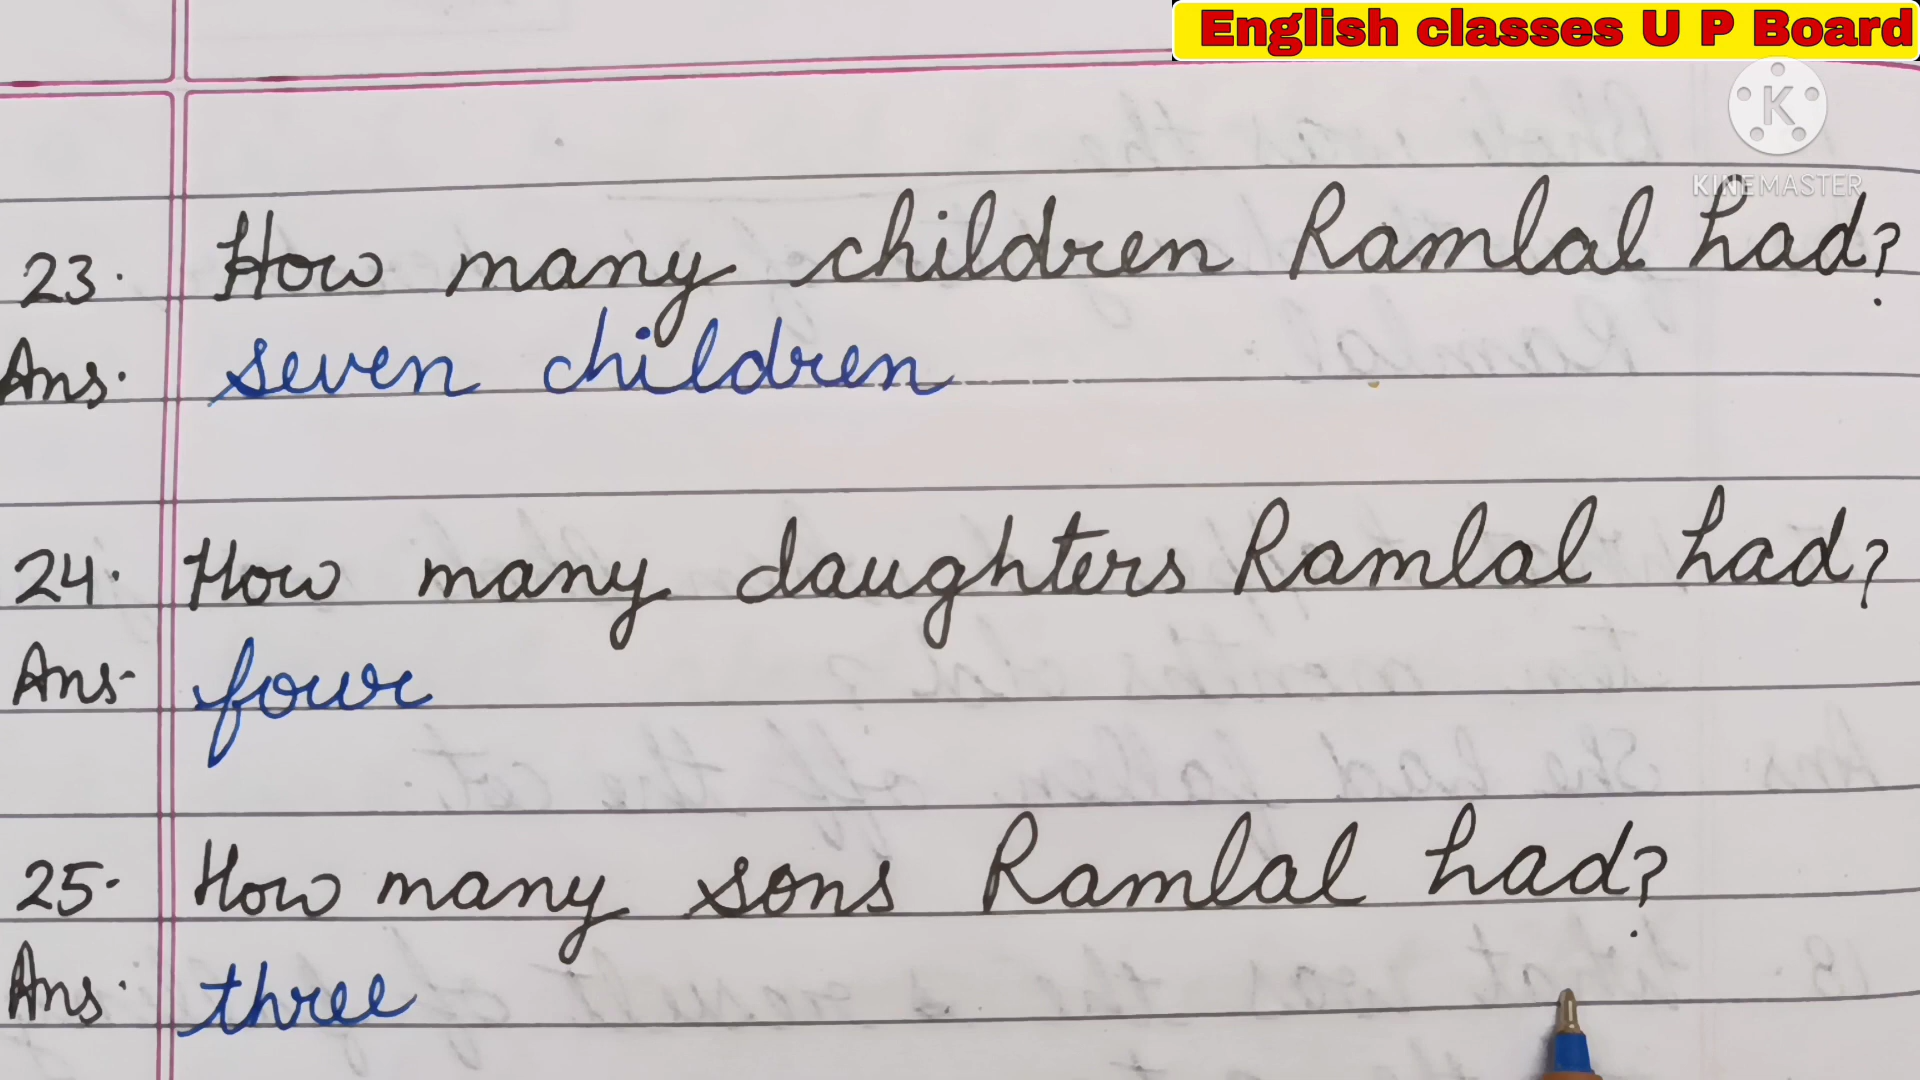 English classes U P Board
KINEMASTER
23. How many children Ramlal had?
Ans. seven children
24. How many daughters Ramlal had?
Ans. four
25. How many sons Ramlal had?
Ans. three